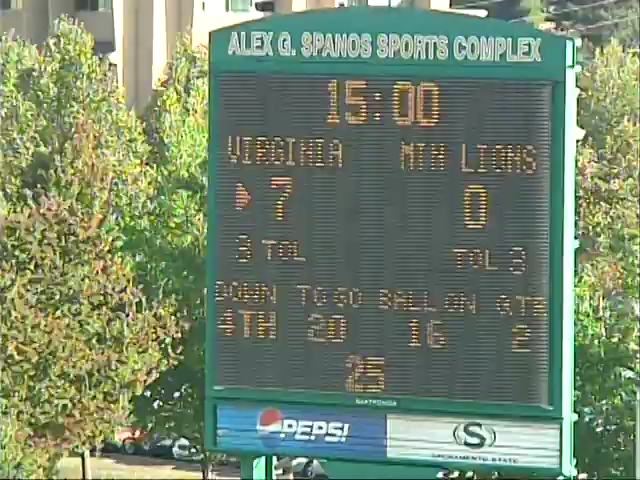 ALEX G. SPANOS SPORTS COMPLEX
15:00
VIRGINIA MTN LIONS
7 0
3 TOL TOL 3
DOWN TO GO BALL ON QTR
4TH 20 16 2
25
DAKTRONICS
PEPSI
S
SACRAMENTO STATE